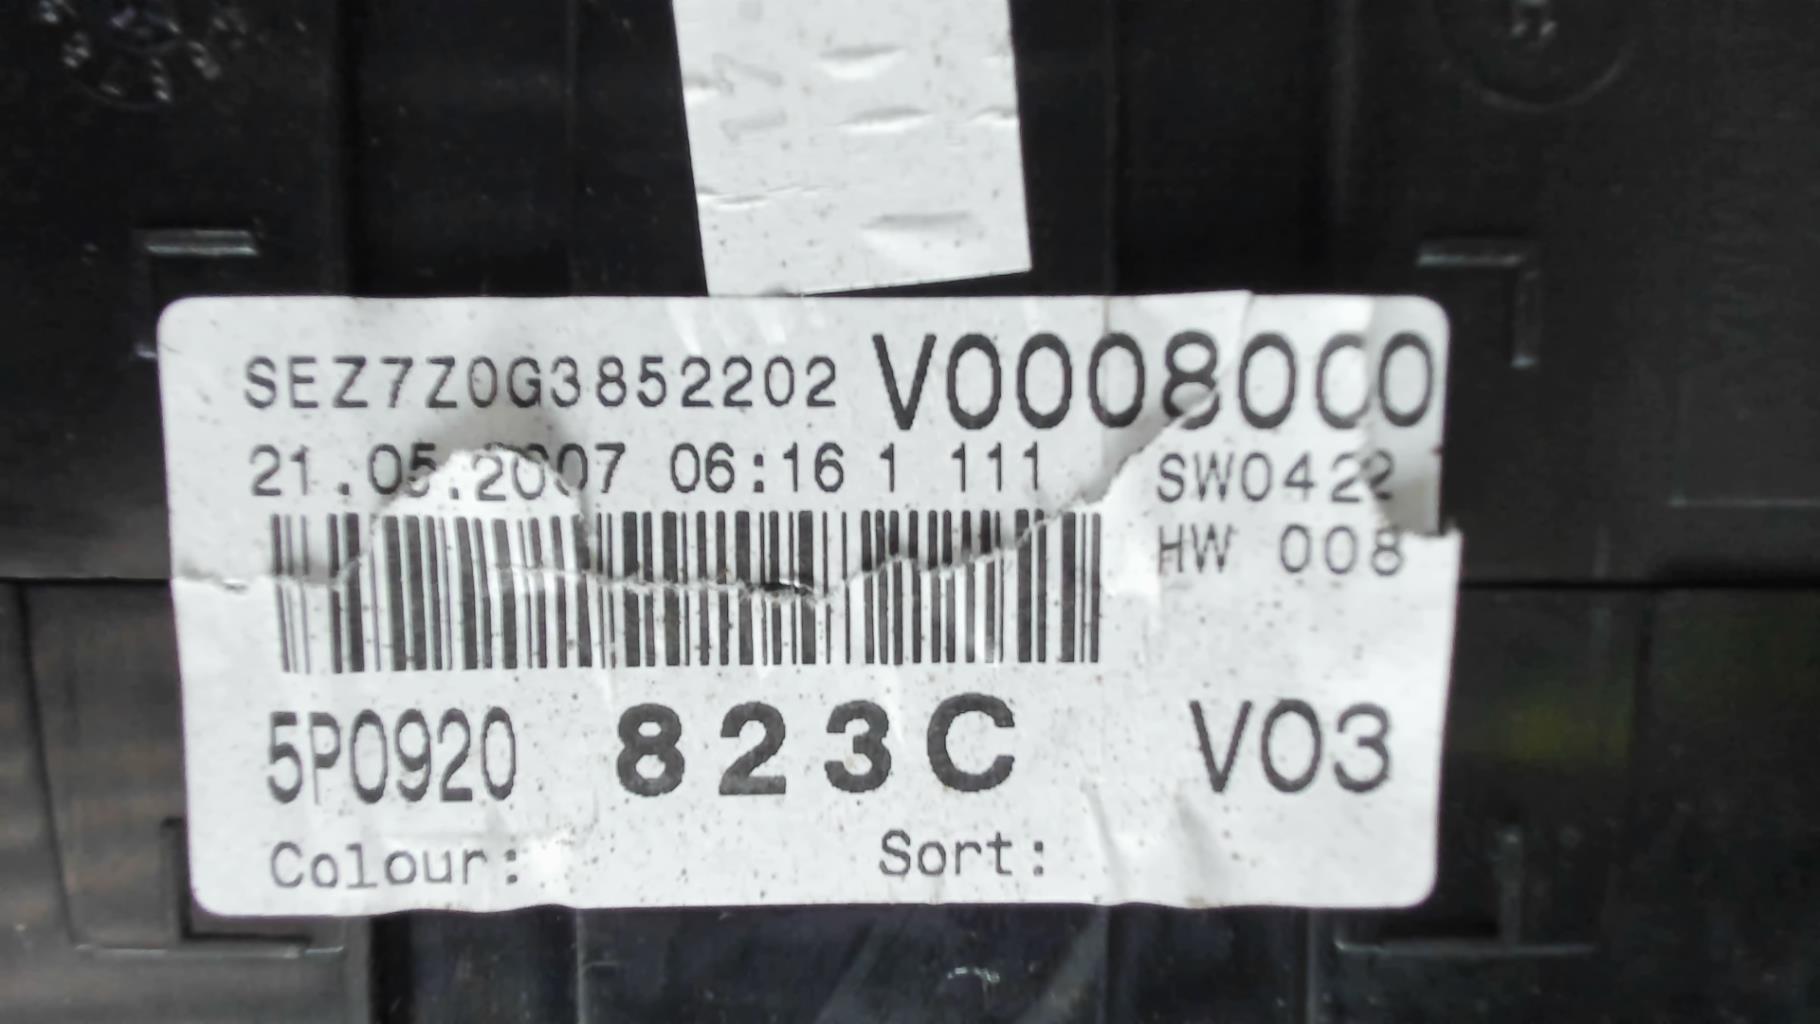 SEZ7Z0G3852202 V0008000
21.05.2007 06:16 1 111 SW0422
HW 008
5P0920 823C V03
Colour: Sort: